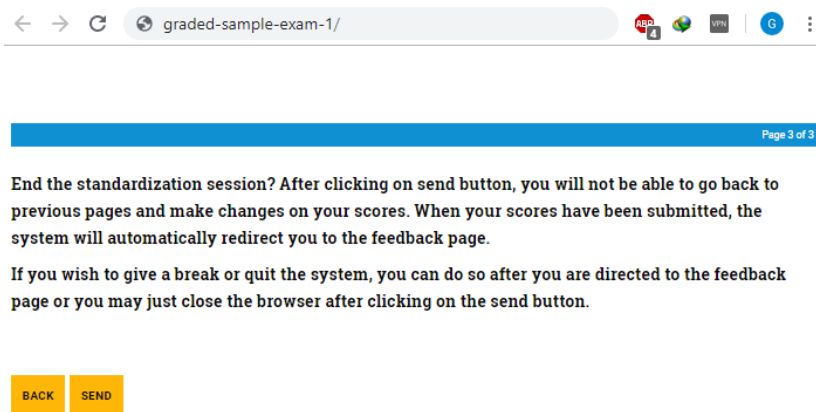 graded-sample-exam-1/
ABP
4
VPN
G
Page 3 of 3
End the standardization session? After clicking on send button, you will not be able to go back to
previous pages and make changes on your scores. When your scores have been submitted, the
system will automatically redirect you to the feedback page.
If you wish to give a break or quit the system, you can do so after you are directed to the feedback
page or you may just close the browser after clicking on the send button.
BACK SEND